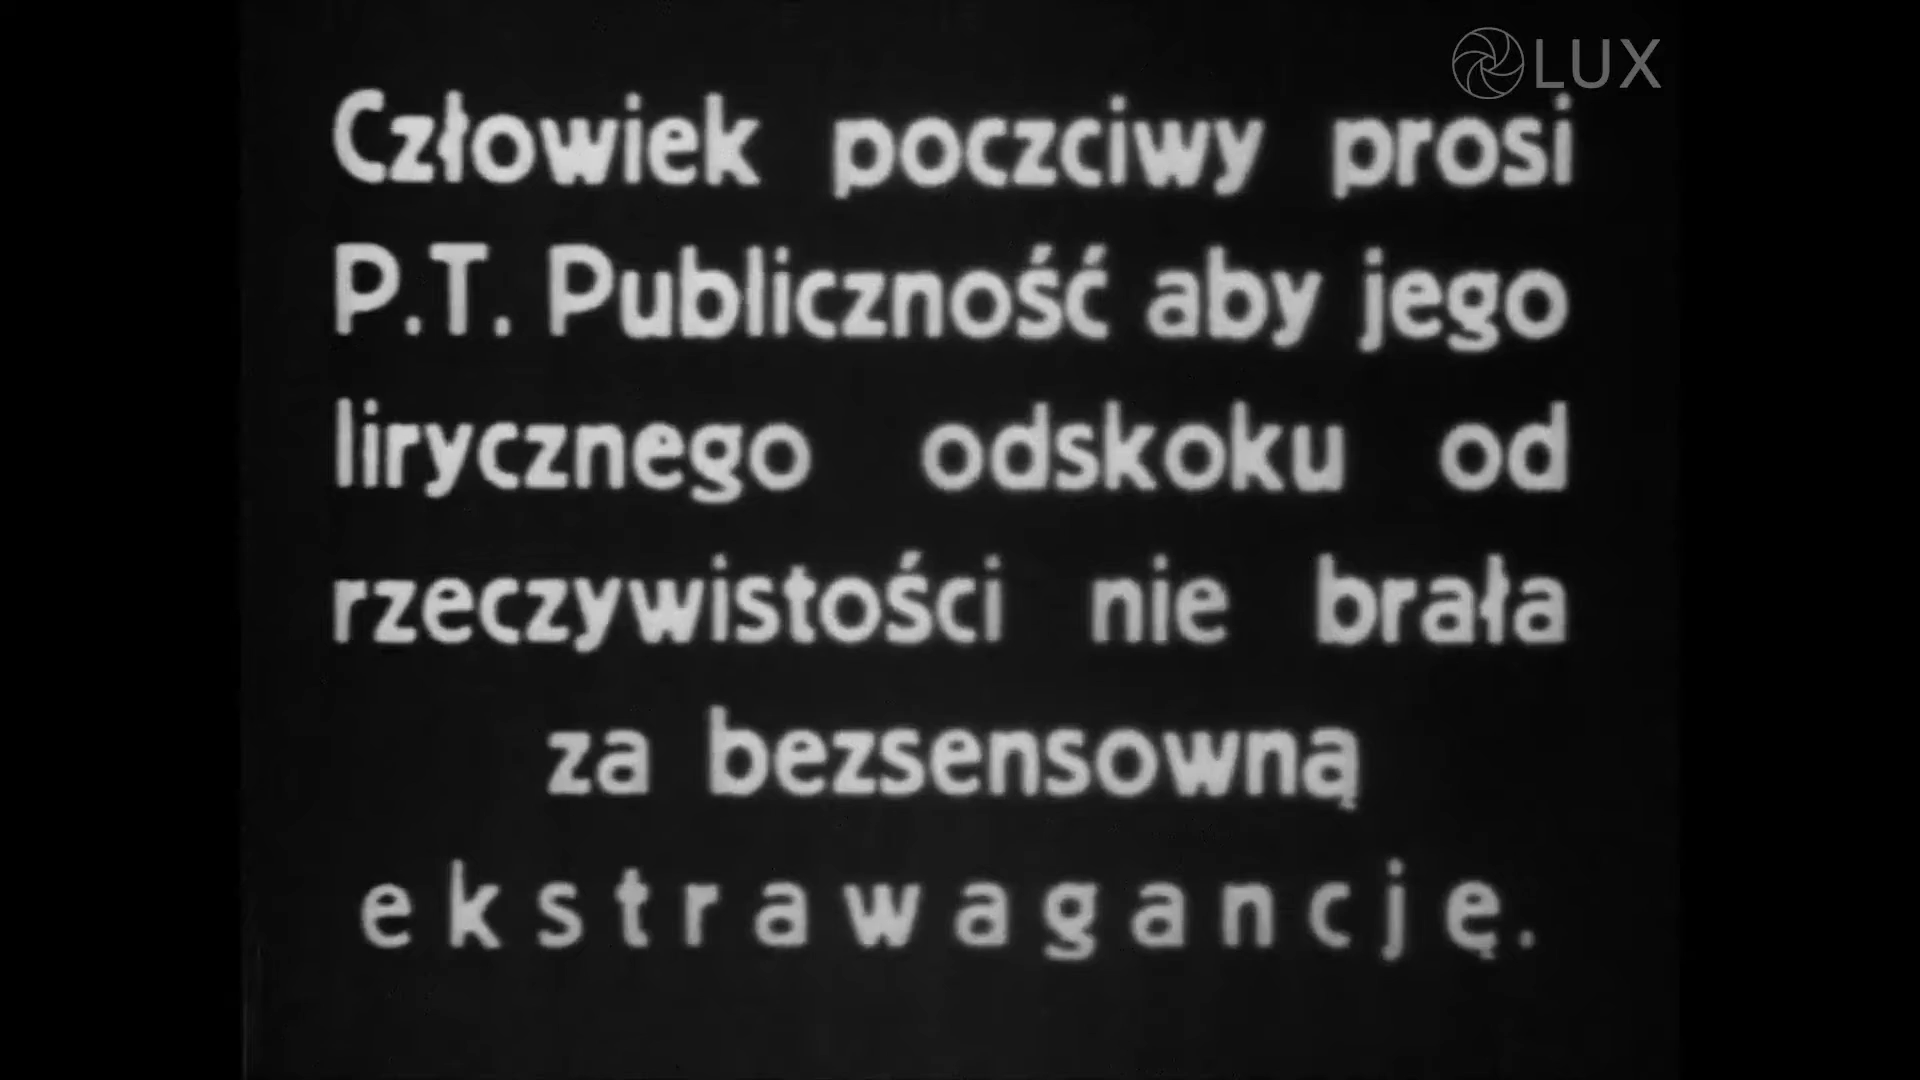 LUX
Człowiek poczciwy prosi
P.T. Publiczność aby jego
lirycznego odskoku od
rzeczywistości nie brała
za bezsensowną
ekstrawagancję.